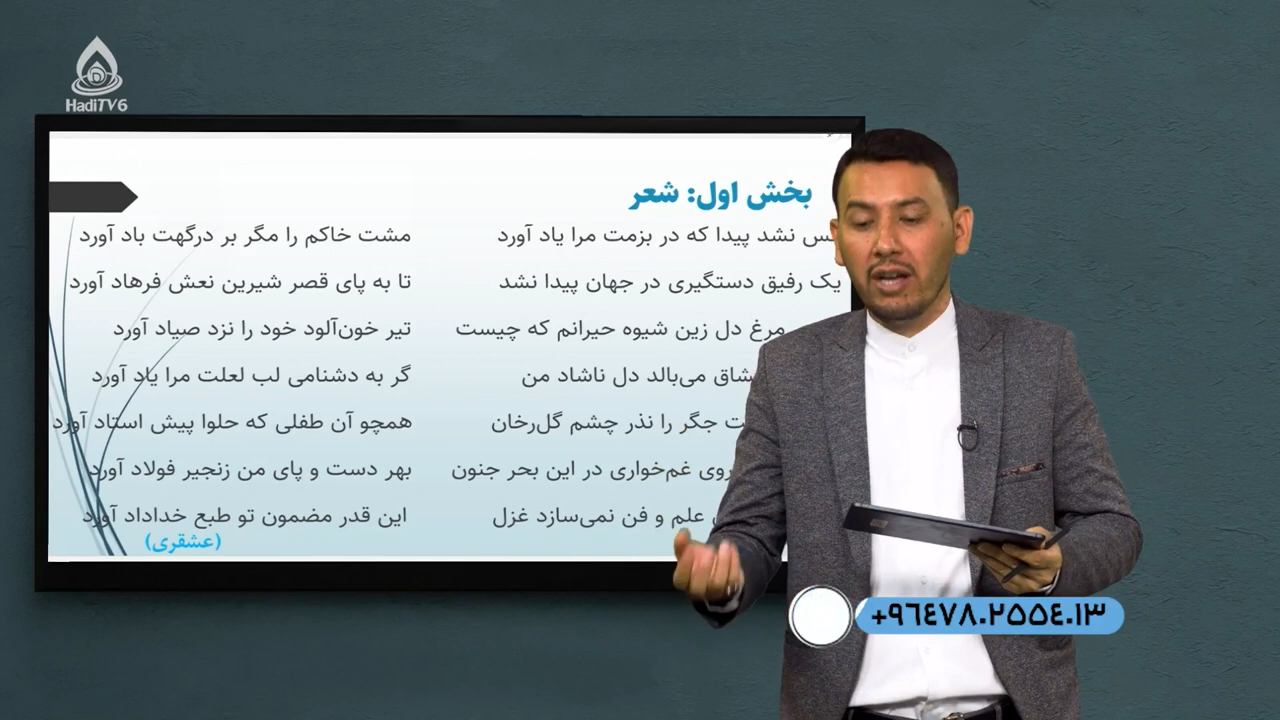 HadiTV6
بخش اول: شعر
نشد پیدا که در بزمت مرا یاد آورد مشت خاکم را مگر بر درگهت باد آورد
یک رفیق دستگیری در جهان پیدا نشد تا به پای قصر شیرین نعش فرهاد آورد
مرغ دل زین شیوه حیرانم که چیست تیر خون‌آلود خود را نزد صیاد آورد
می‌بالد دل ناشاد من گر به دشنامی لب لعلت مرا یاد آورد
جگر را نذر چشم گل‌رخان همچو آن طفلی که حلوا پیش استاد آورد
غم‌خواری در این بحر جنون بهر دست و پای من زنجیر فولاد آورد
علم و فن نمی‌سازد غزل این قدر مضمون تو طبع خداداد آورد
(عشقری)
+۹٦٤۷۸۰۲۵۵٤۰۱۳